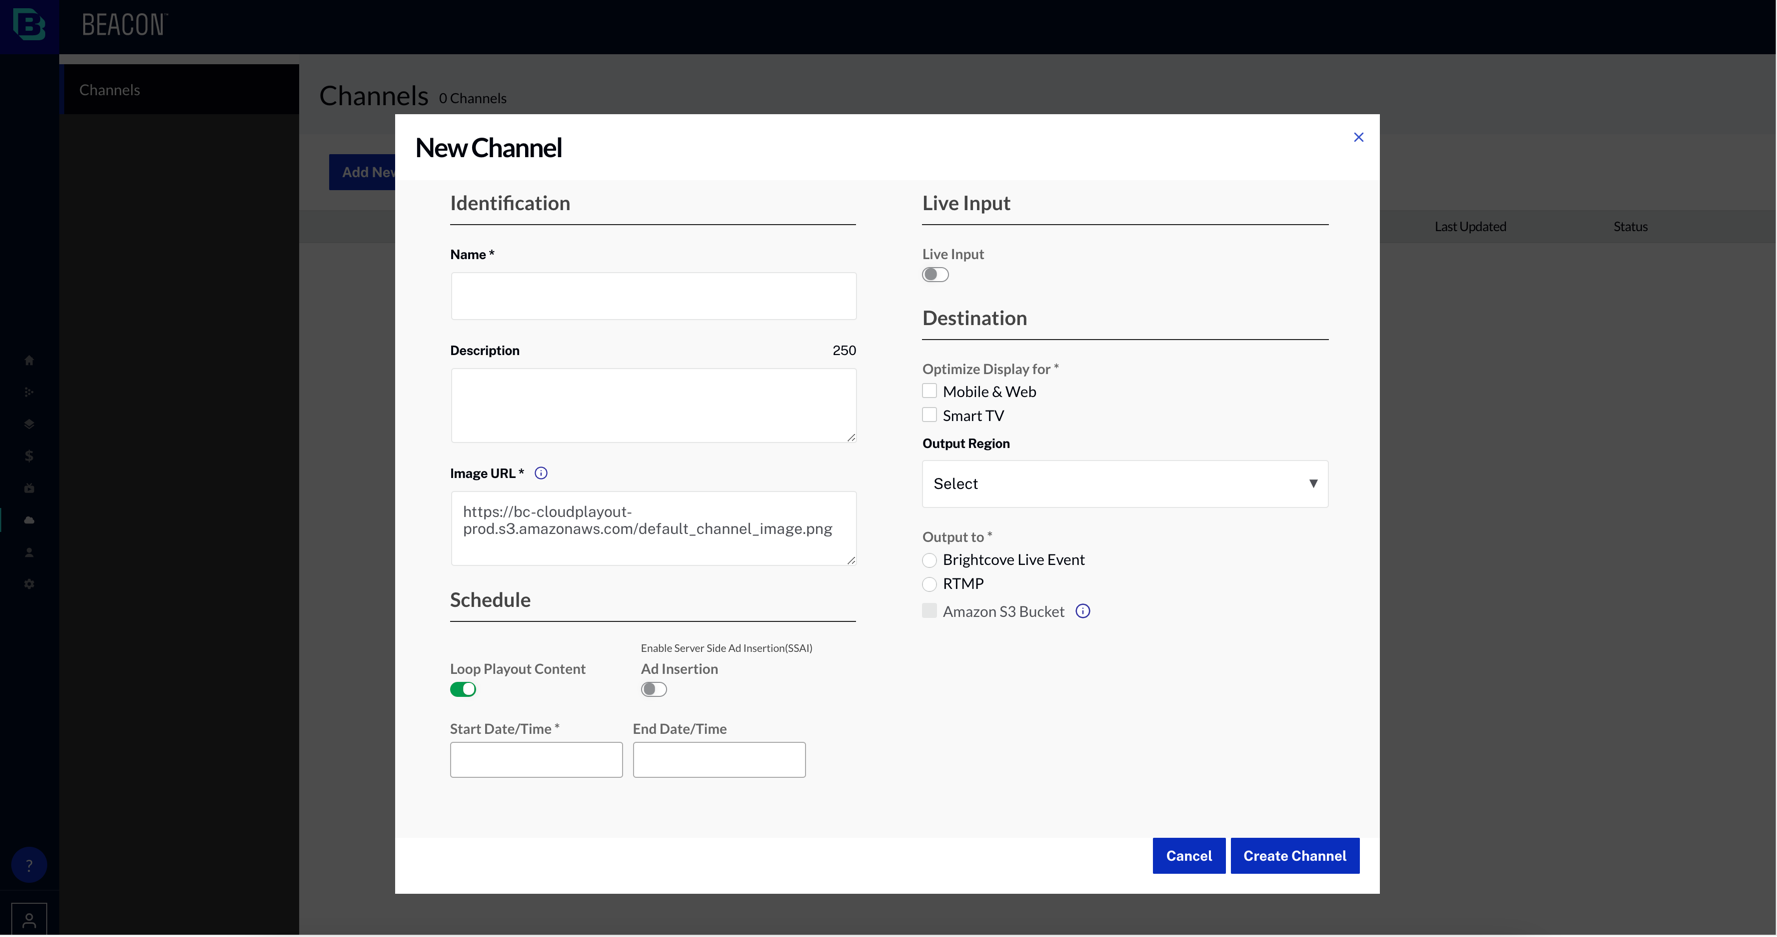 BEACON
Channels
Channels 0 Channels
Add New
Last Updated
Status
New Channel
Identification
Name *
Description
250
Image URL *
https://bc-cloudplayout-
prod.s3.amazonaws.com/default_channel_image.png
Schedule
Loop Playout Content
Enable Server Side Ad Insertion(SSAI)
Ad Insertion
Start Date/Time *
End Date/Time
Live Input
Live Input
Destination
Optimize Display for *
Mobile & Web
Smart TV
Output Region
Select
Output to *
Brightcove Live Event
RTMP
Amazon S3 Bucket
Cancel
Create Channel